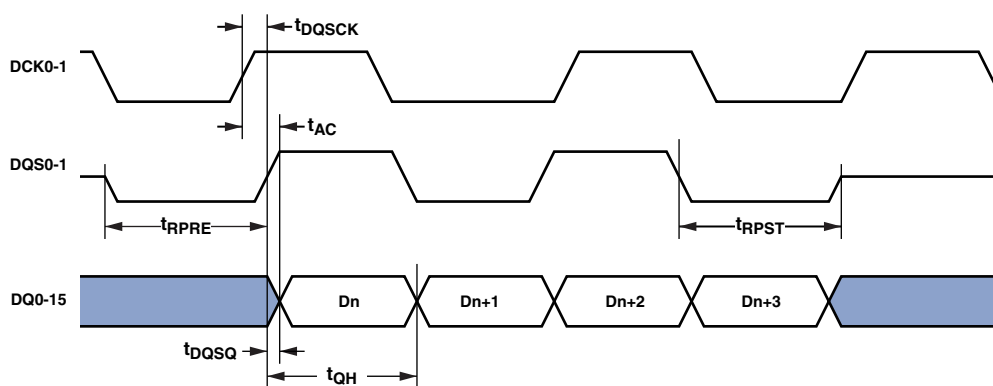 tDQSCK
DCK0-1
tAC
DQS0-1
tRPRE
tRPST
DQ0-15
Dn
Dn+1
Dn+2
Dn+3
tDQSQ
tQH